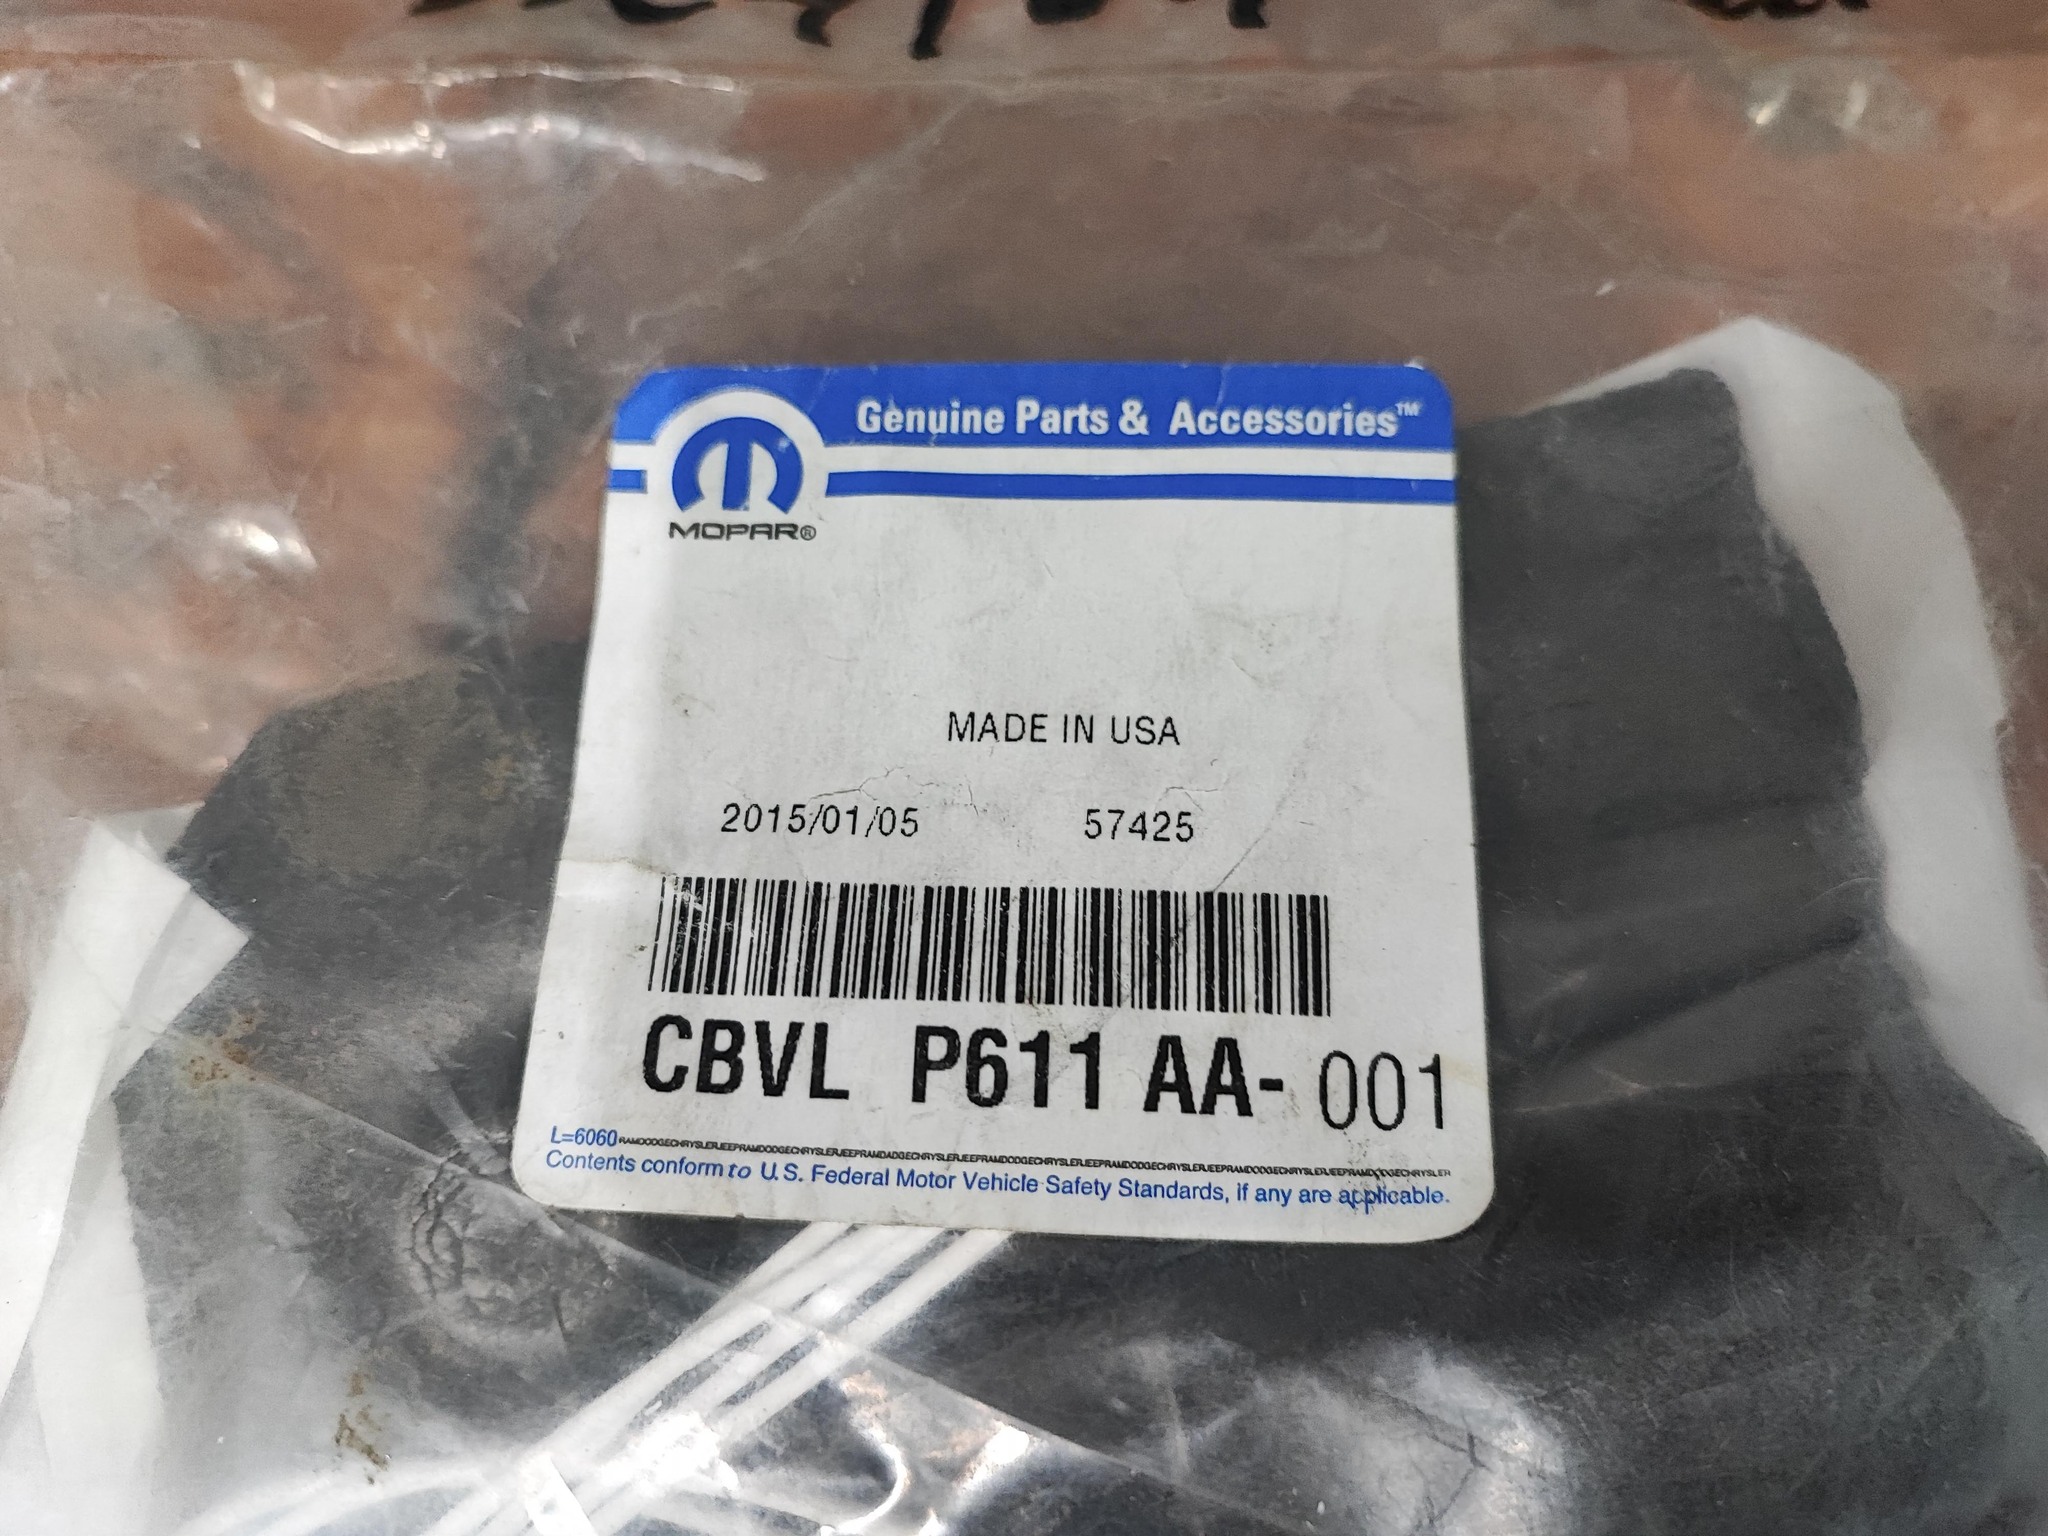 Genuine Parts & Accessories™
MOPAR®
MADE IN USA
2015/01/05 57425
CBVL P611 AA- 001
L=6060 RAMDODGECHRYSLERJEEPRAMDODGECHRYSLERJEEPRAMDADGECHRYSLERJEEPRAMDODGECHRYSLERJEEPRAMDODGECHRYSLERJEEPRAMDODGECHRYSLERJEEPRAMDODGECHRYSLER
Contents conform to U.S. Federal Motor Vehicle Safety Standards, if any are applicable.